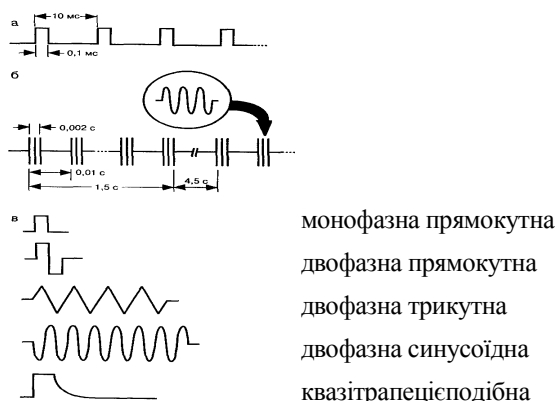 а
10 мс
0,1 мс
б
0,002 с
0,01 с
1,5 с
4,5 с
в
монофазна прямокутна
двофазна прямокутна
двофазна трикутна
двофазна синусоїдна
квазітрапецієподібна